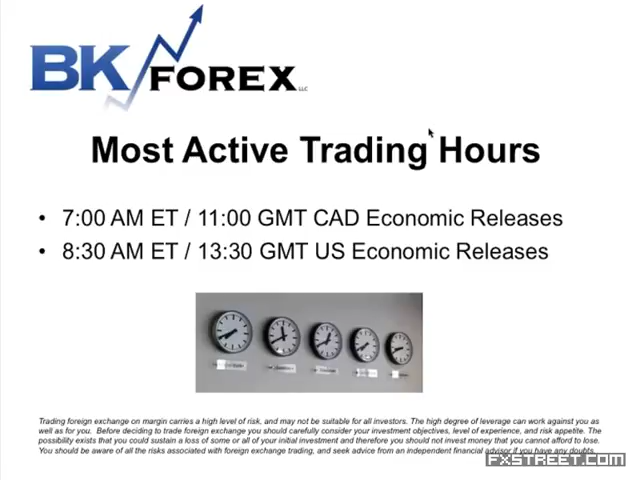 BK FOREX LLC
Most Active Trading Hours
• 7:00 AM ET / 11:00 GMT CAD Economic Releases
• 8:30 AM ET / 13:30 GMT US Economic Releases
Trading foreign exchange on margin carries a high level of risk, and may not be suitable for all investors. The high degree of leverage can work against you as
well as for you. Before deciding to trade foreign exchange you should carefully consider your investment objectives, level of experience, and risk appetite. The
possibility exists that you could sustain a loss of some or all of your initial investment and therefore you should not invest money that you cannot afford to lose.
You should be aware of all the risks associated with foreign exchange trading, and seek advice from an independent financial advisor if you have any doubts.
FXSTREET.COM